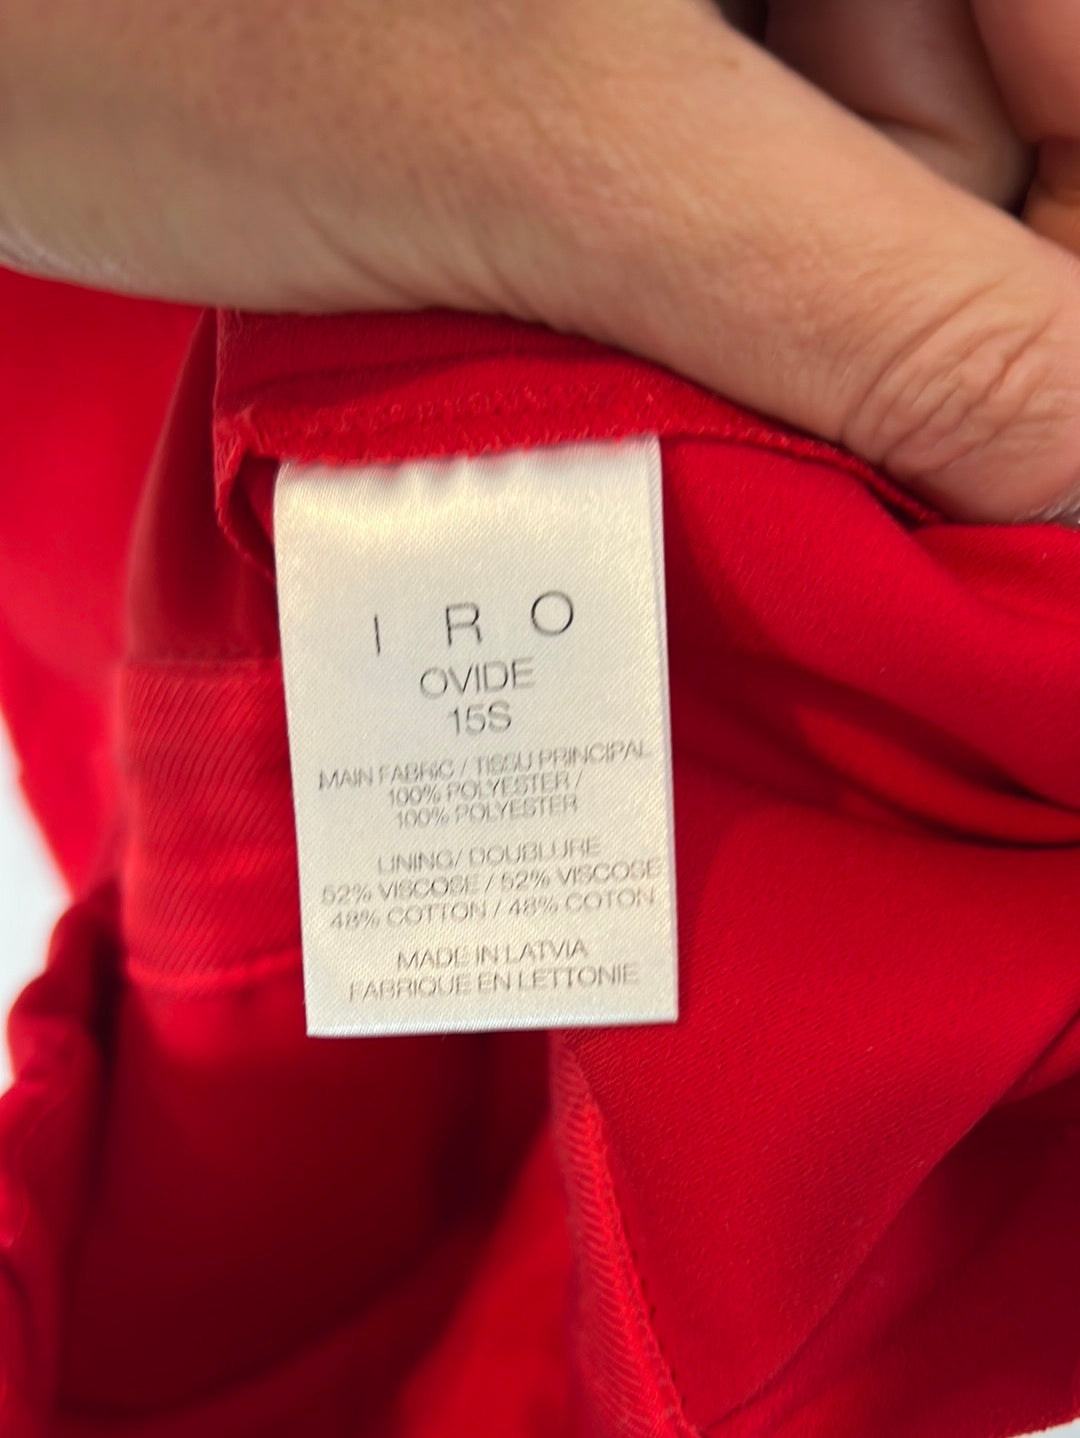 I R O
OVIDE
15S
MAIN FABRIC / TISSU PRINCIPAL
100% POLYESTER /
100% POLYESTER
LINING/ DOUBLURE
52% VISCOSE / 52% VISCOSE
48% COTTON / 48% COTON
MADE IN LATVIA
FABRIQUE EN LETTONIE